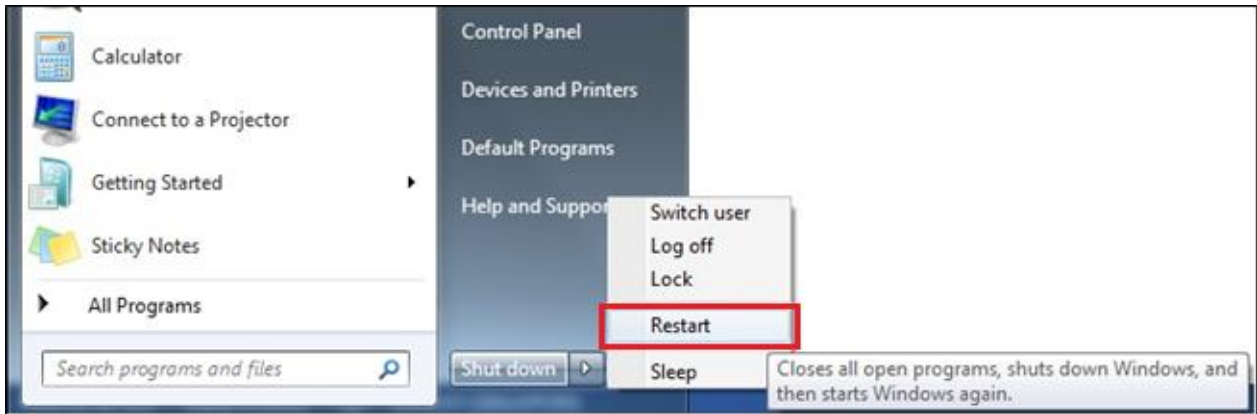 Calculator
Connect to a Projector
Getting Started
Sticky Notes
All Programs
Search programs and files
Control Panel
Devices and Printers
Default Programs
Help and Suppor
Shut down
Switch user
Log off
Lock
Restart
Sleep
Closes all open programs, shuts down Windows, and
then starts Windows again.